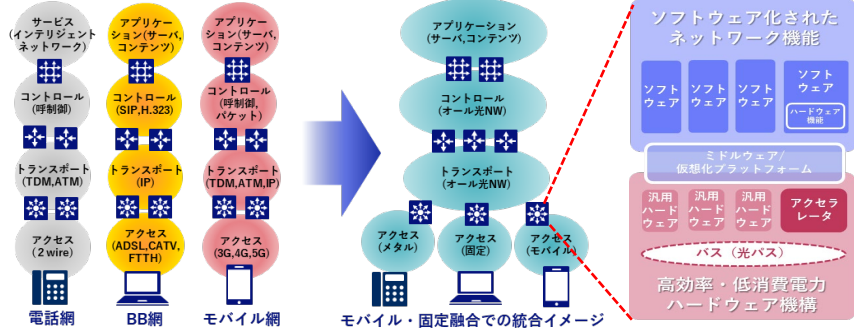 サービス
(インテリジェント
ネットワーク)
コントロール
(呼制御)
トランスポート
(TDM,ATM)
アクセス
(2 wire)
電話網
アプリケー
ション(サーバ,
コンテンツ)
コントロール
(SIP,H.323)
トランスポート
(IP)
アクセス
(ADSL,CATV,
FTTH)
BB網
アプリケー
ション(サーバ,
コンテンツ)
コントロール
(呼制御,
パケット)
トランスポート
(TDM,ATM,IP)
アクセス
(3G,4G,5G)
モバイル網
アプリケーション
(サーバ,コンテンツ)
コントロール
(オール光NW)
トランスポート
(オール光NW)
アクセス
(メタル)
アクセス
(固定)
アクセス
(モバイル)
モバイル・固定融合での統合イメージ
ソフトウェア化された
ネットワーク機能
ソフト
ウェア
ソフト
ウェア
ソフト
ウェア
ソフト
ウェア
ハードウェア
機能
ミドルウェア/
仮想化プラットフォーム
汎用
ハード
ウェア
汎用
ハード
ウェア
汎用
ハード
ウェア
アクセラ
レータ
バス（光パス）
高効率・低消費電力
ハードウェア機構